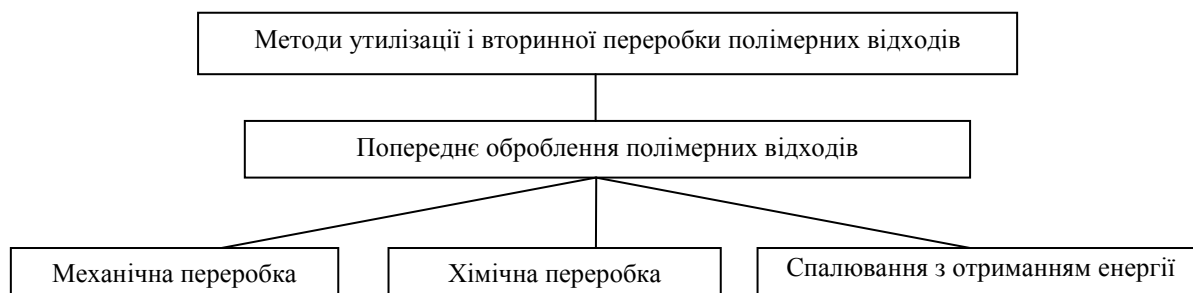 Методи утилізації і вторинної переробки полімерних відходів
Попереднє оброблення полімерних відходів
Механічна переробка
Хімічна переробка
Спалювання з отриманням енергії